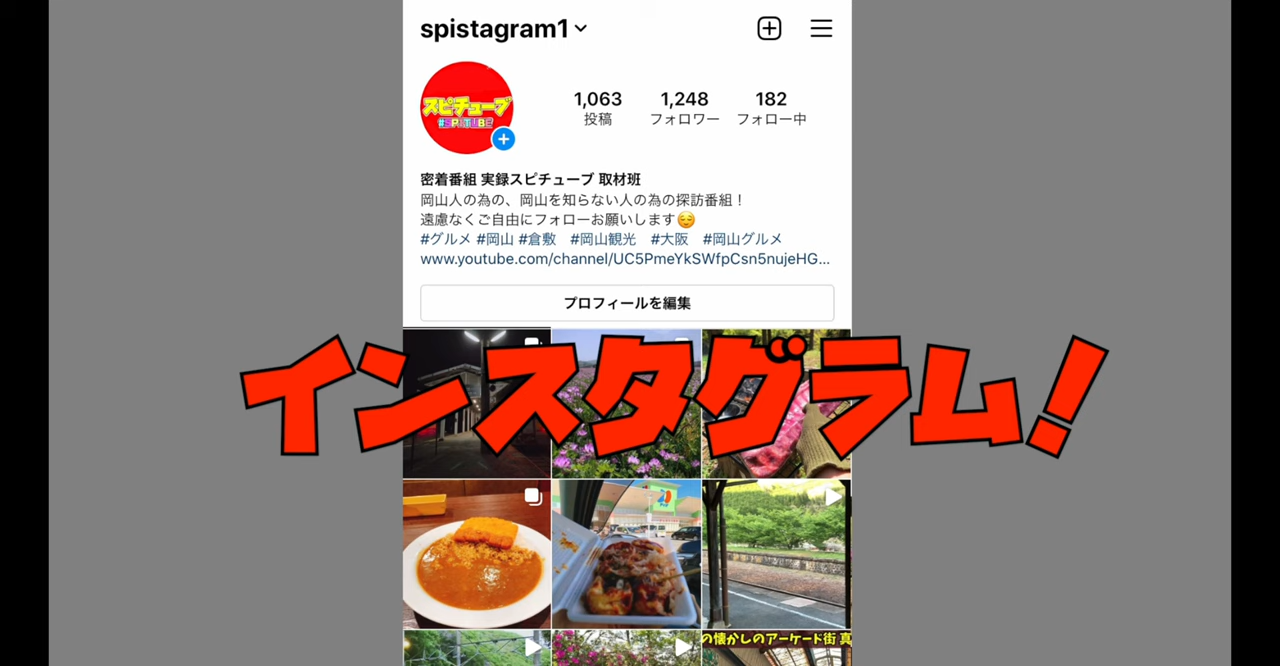 spistagram1
スピチューブ
#SPITUBE
1,063
1,248
182
投稿
フォロワー
フォロー中
密着番組 実録スピチューブ 取材班
岡山人の為の、岡山を知らない人の為の探訪番組！
遠慮なくご自由にフォローお願いします😌
#グルメ #岡山 #倉敷　#岡山観光　#大阪　#岡山グルメ
www.youtube.com/channel/UC5PmeYkSWfpCsn5nujeHG...
プロフィールを編集
インスタグラム！
の懐かしのアーケード街 真